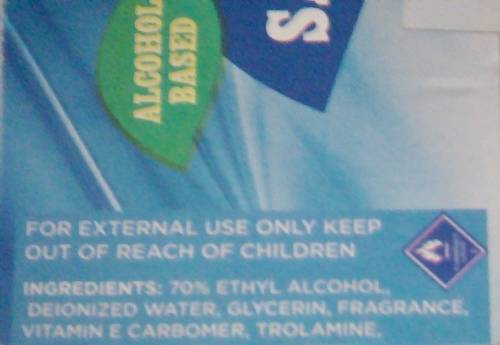 ALCOHOL
BASED
S
FOR EXTERNAL USE ONLY KEEP
OUT OF REACH OF CHILDREN
INGREDIENTS: 70% ETHYL ALCOHOL,
DEIONIZED WATER, GLYCERIN, FRAGRANCE,
VITAMIN E CARBOMER, TROLAMINE,